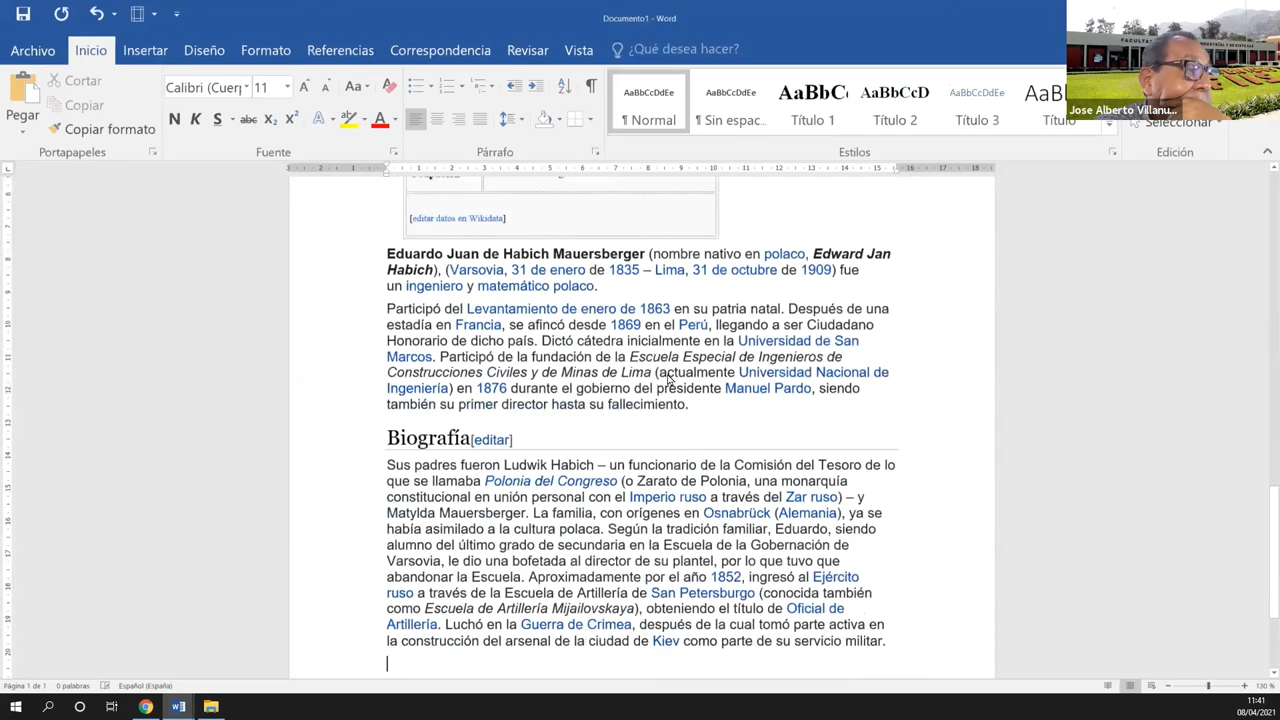 Documento1 - Word
Archivo Inicio Insertar Diseño Formato Referencias Correspondencia Revisar Vista ¿Qué desea hacer?
FACULTAD
Jose Alberto Villanu...
Pegar
Cortar
Copiar
Copiar formato
Calibri (Cuerp 11
N K S
AaBbCcDdEe AaBbCcDdEe AaBbC AaBbCcD AaBbCcDdEe AaB
¶ Normal ¶ Sin espac... Título 1 Título 2 Título 3 Título
Seleccionar
Portapapeles Fuente Párrafo Estilos Edición
[editar datos en Wikidata]
Eduardo Juan de Habich Mauersberger (nombre nativo en polaco, Edward Jan
Habich), (Varsovia, 31 de enero de 1835 – Lima, 31 de octubre de 1909) fue
un ingeniero y matemático polaco.
Participó del Levantamiento de enero de 1863 en su patria natal. Después de una
estadía en Francia, se afincó desde 1869 en el Perú, llegando a ser Ciudadano
Honorario de dicho país. Dictó cátedra inicialmente en la Universidad de San
Marcos. Participó de la fundación de la Escuela Especial de Ingenieros de
Construcciones Civiles y de Minas de Lima (actualmente Universidad Nacional de
Ingeniería) en 1876 durante el gobierno del presidente Manuel Pardo, siendo
también su primer director hasta su fallecimiento.
Biografía[editar]
Sus padres fueron Ludwik Habich – un funcionario de la Comisión del Tesoro de lo
que se llamaba Polonia del Congreso (o Zarato de Polonia, una monarquía
constitucional en unión personal con el Imperio ruso a través del Zar ruso) – y
Matylda Mauersberger. La familia, con orígenes en Osnabrück (Alemania), ya se
había asimilado a la cultura polaca. Según la tradición familiar, Eduardo, siendo
alumno del último grado de secundaria en la Escuela de la Gobernación de
Varsovia, le dio una bofetada al director de su plantel, por lo que tuvo que
abandonar la Escuela. Aproximadamente por el año 1852, ingresó al Ejército
ruso a través de la Escuela de Artillería de San Petersburgo (conocida también
como Escuela de Artillería Mijailovskaya), obteniendo el título de Oficial de
Artillería. Luchó en la Guerra de Crimea, después de la cual tomó parte activa en
la construcción del arsenal de la ciudad de Kiev como parte de su servicio militar.
Página 1 de 1 0 palabras Español (España) 130 %
11:41
08/04/2021